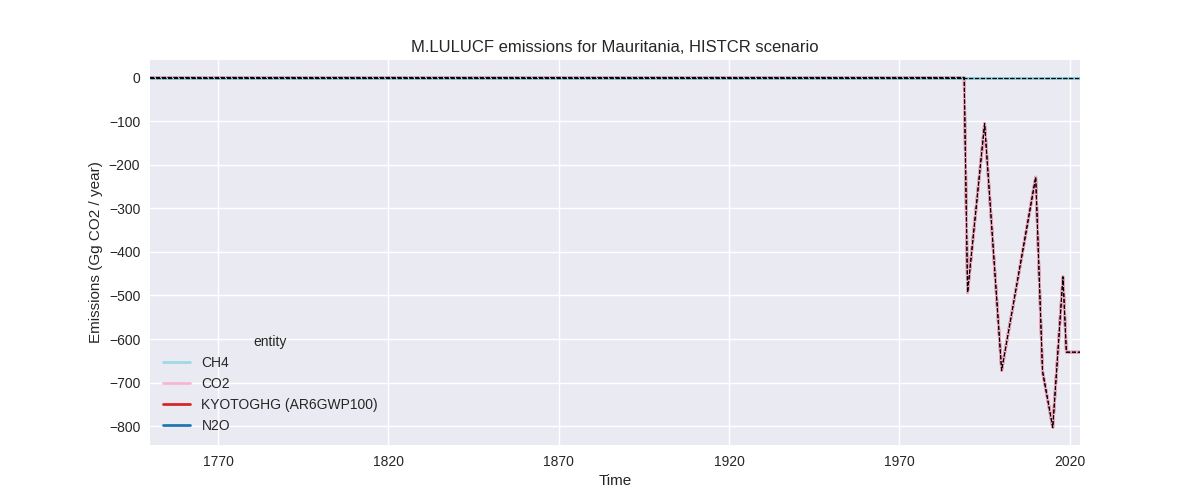 M.LULUCF emissions for Mauritania, HISTCR scenario
Emissions (Gg CO2 / year)
0
−100
−200
−300
−400
−500
−600
−700
−800
entity
CH4
CO2
KYOTOGHG (AR6GWP100)
N2O
1770 1820 1870 1920 1970 2020
Time